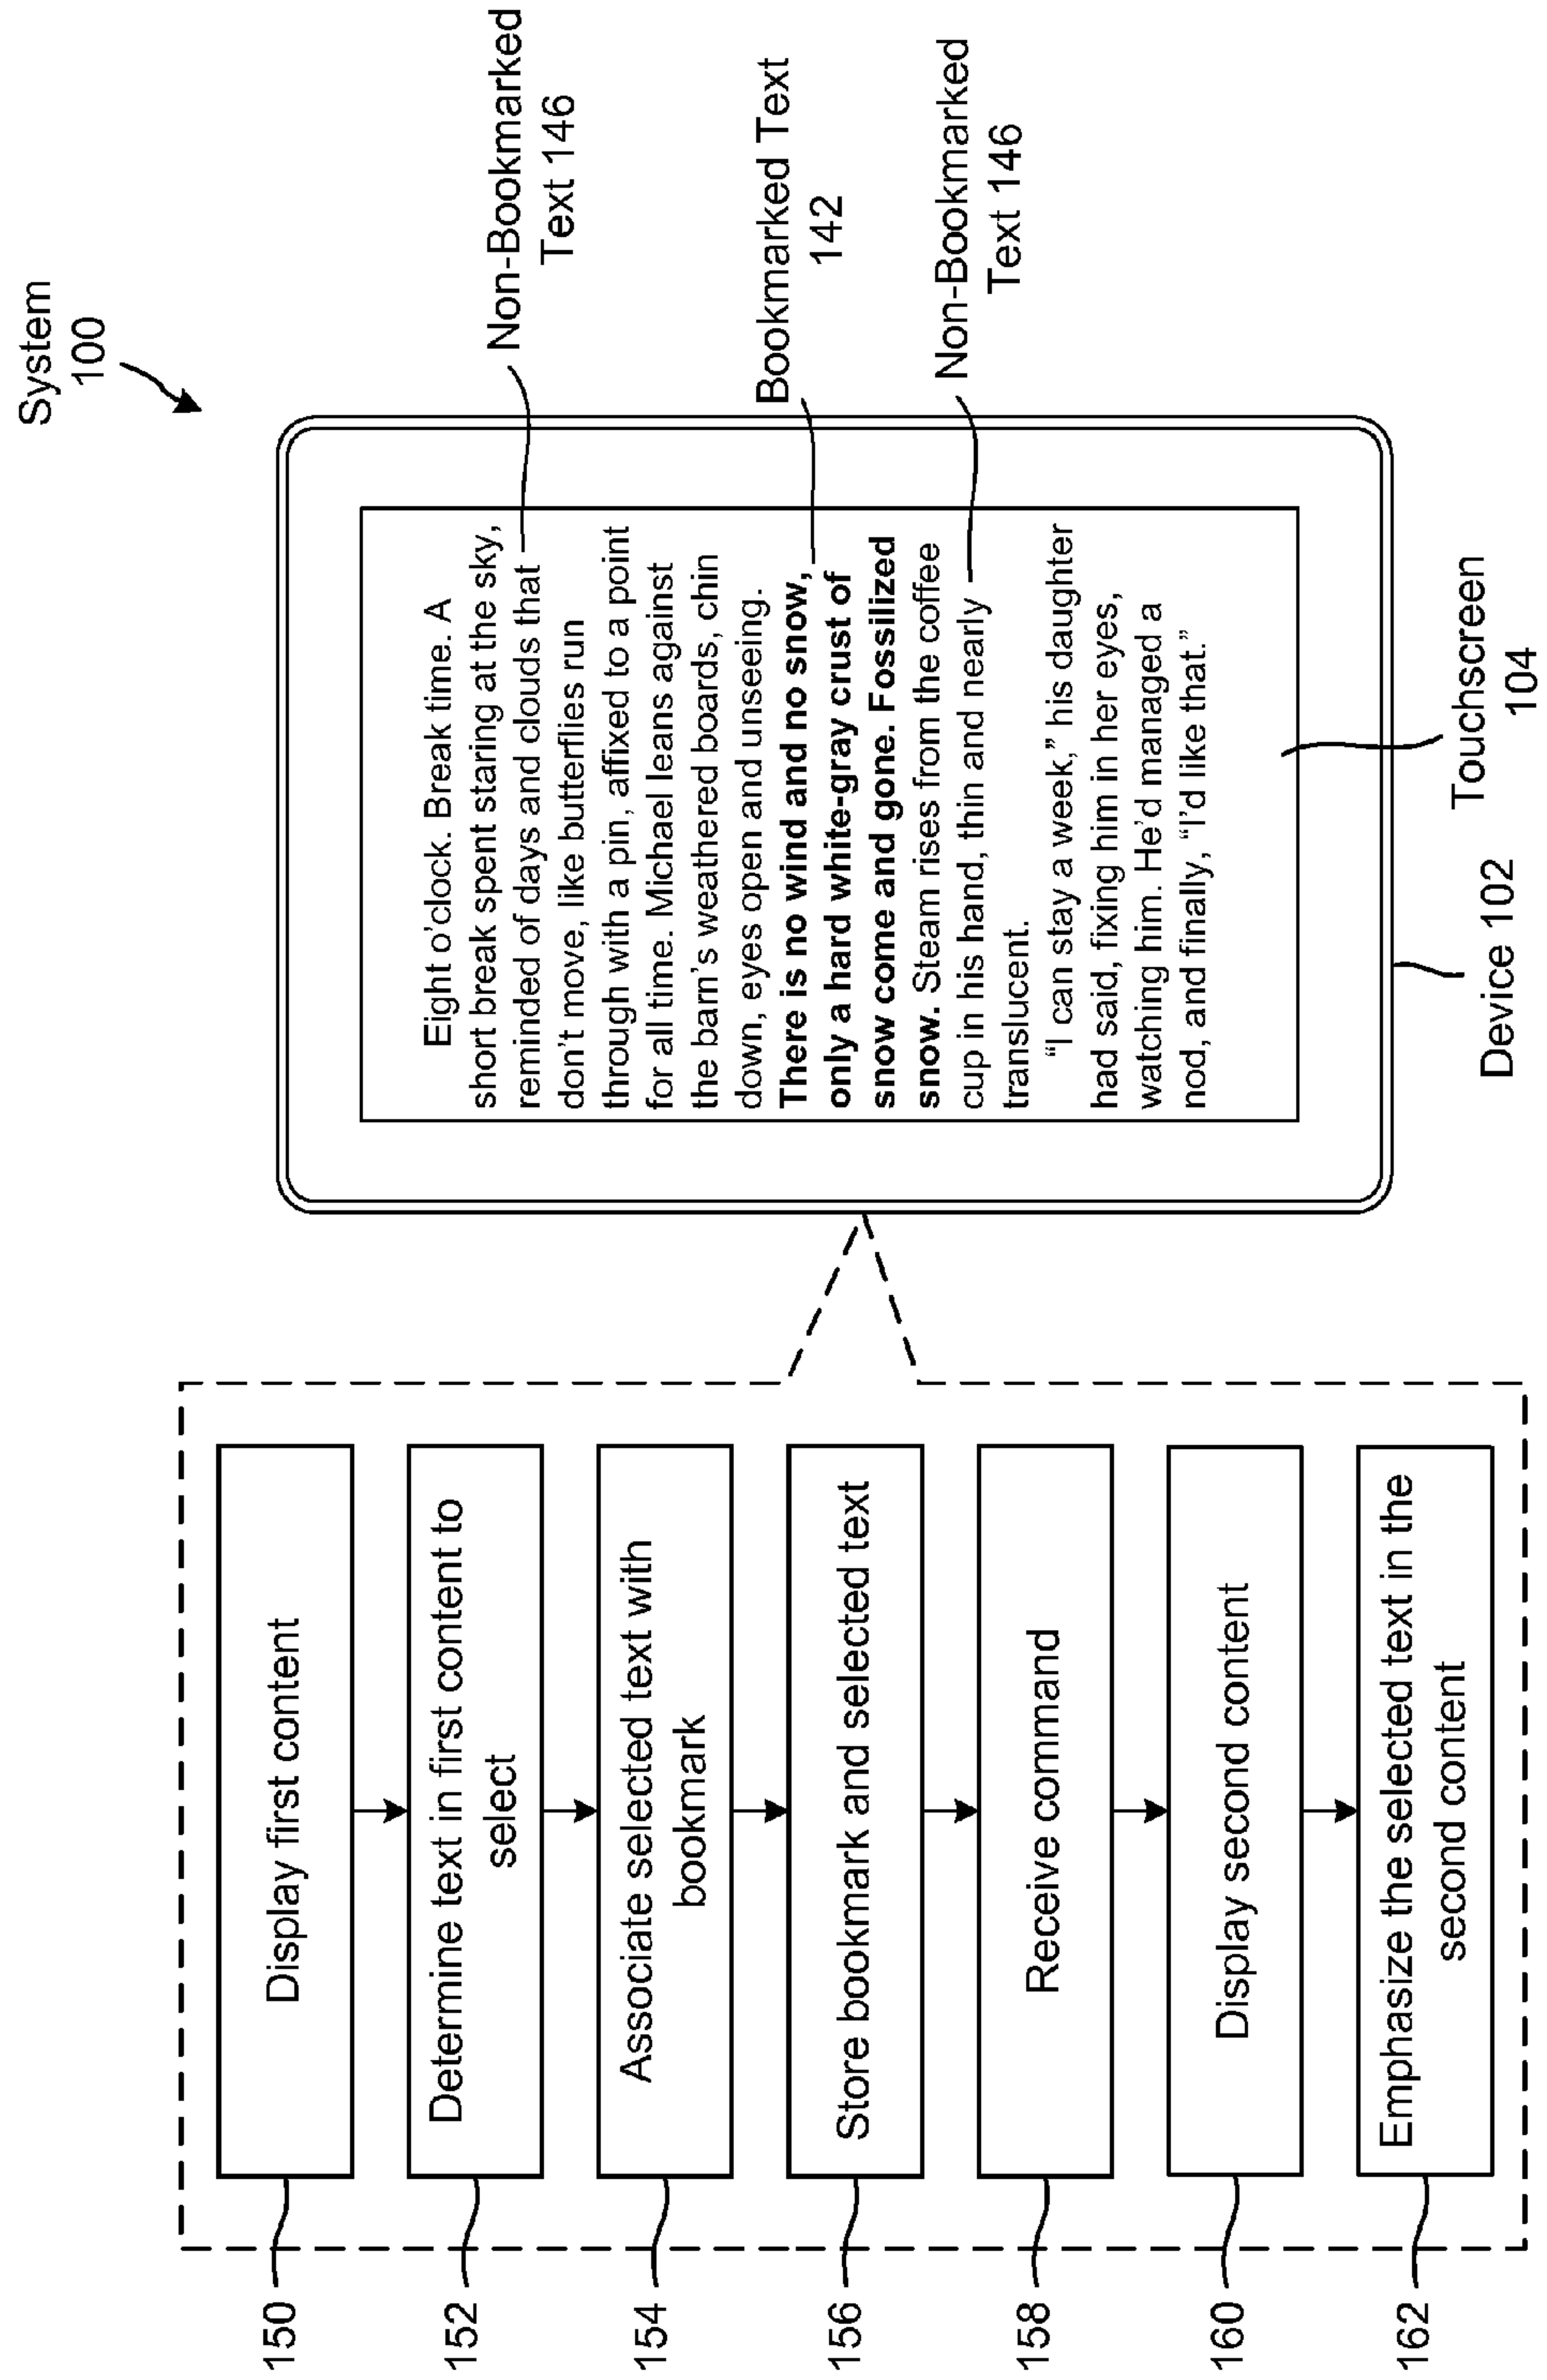 System
100
150
Display first content
152
Determine text in first content to
select
154
Associate selected text with
bookmark
156
Store bookmark and selected text
158
Receive command
160
Display second content
162
Emphasize the selected text in the
second content
Eight o’clock. Break time. A
short break spent staring at the sky,
reminded of days and clouds that
don’t move, like butterflies run
through with a pin, affixed to a point
for all time. Michael leans against
the barn’s weathered boards, chin
down, eyes open and unseeing.
There is no wind and no snow,
only a hard white-gray crust of
snow come and gone. Fossilized
snow. Steam rises from the coffee
cup in his hand, thin and nearly
translucent.
“I can stay a week,” his daughter
had said, fixing him in her eyes,
watching him. He’d managed a
nod, and finally, “I’d like that.”
Non-Bookmarked
Text 146
Bookmarked Text
142
Non-Bookmarked
Text 146
Device 102
Touchscreen
104